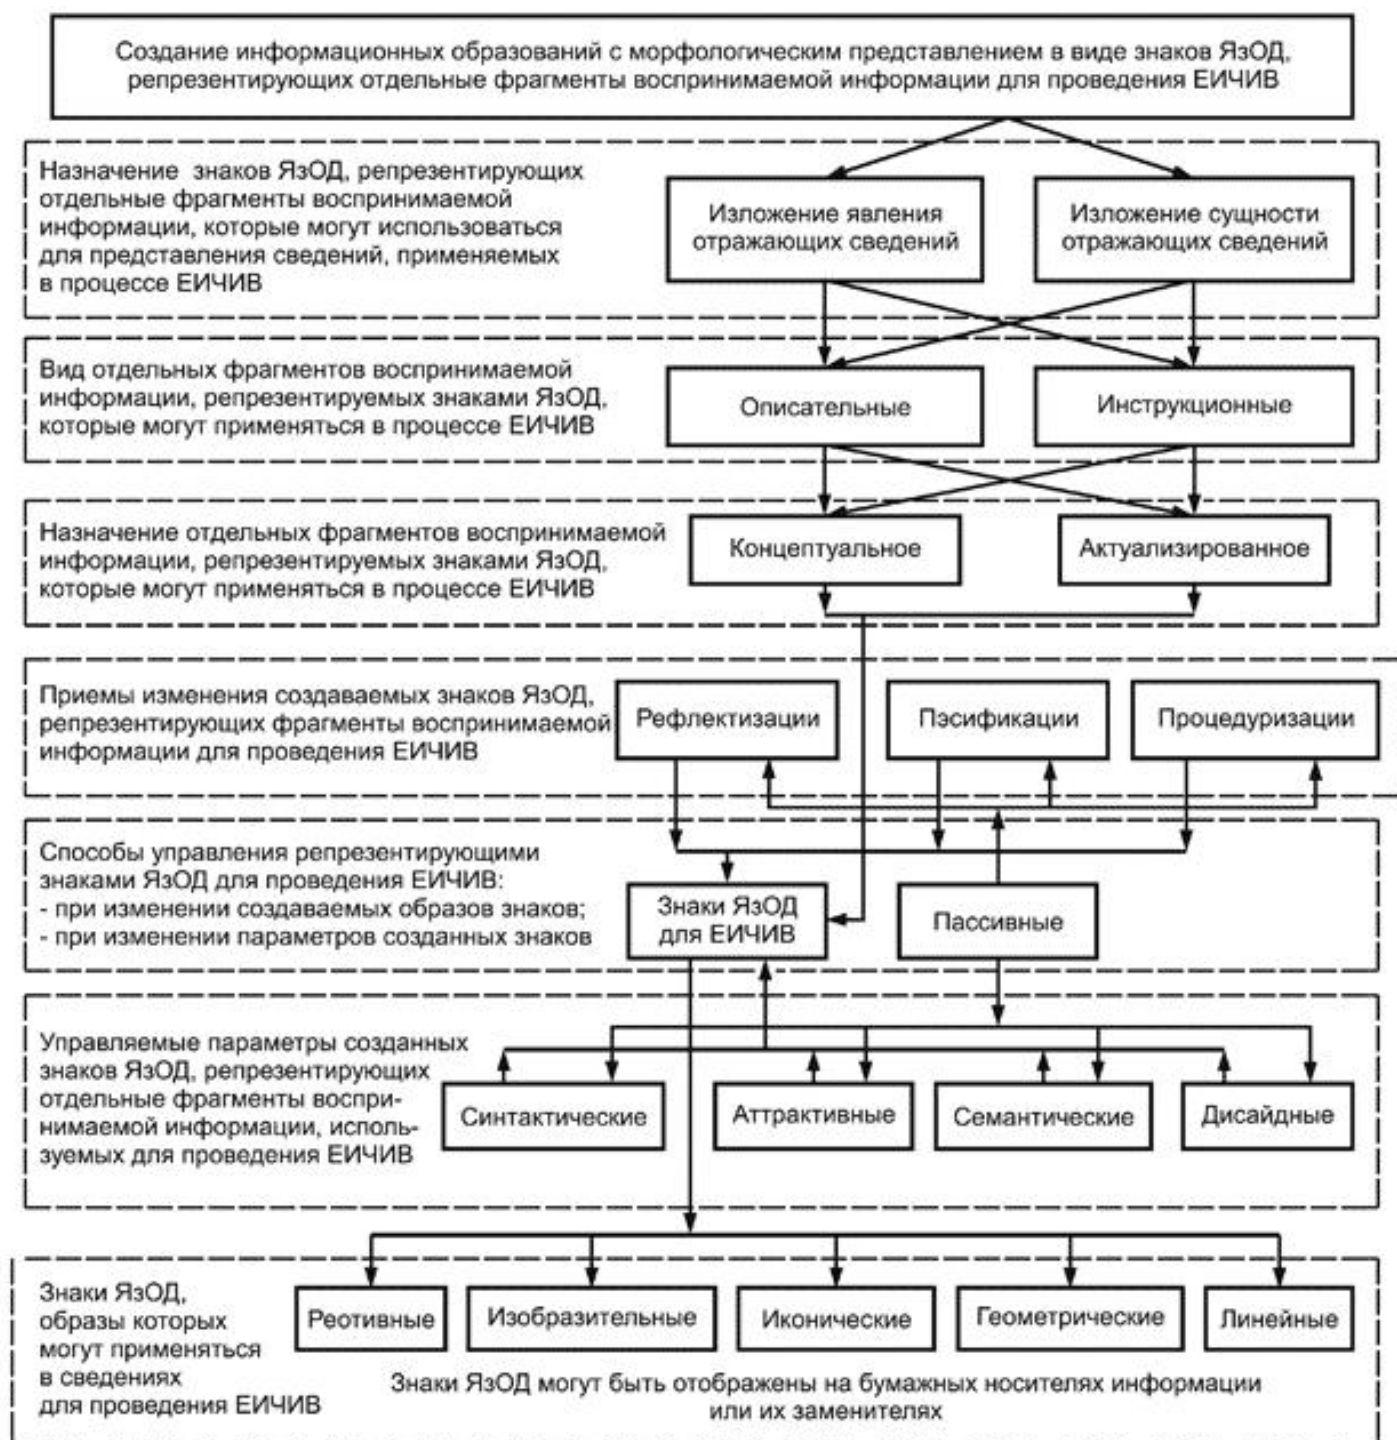 Создание информационных образований с морфологическим представлением в виде знаков ЯзОД,
репрезентирующих отдельные фрагменты воспринимаемой информации для проведения ЕИЧИВ
Назначение знаков ЯзОД, репрезентирующих
отдельные фрагменты воспринимаемой
информации, которые могут использоваться
для представления сведений, применяемых
в процессе ЕИЧИВ
Изложение явления
отражающих сведений
Изложение сущности
отражающих сведений
Вид отдельных фрагментов воспринимаемой
информации, репрезентируемых знаками ЯзОД,
которые могут применяться в процессе ЕИЧИВ
Описательные
Инструкционные
Назначение отдельных фрагментов воспринимаемой
информации, репрезентируемых знаками ЯзОД,
которые могут применяться в процессе ЕИЧИВ
Концептуальное
Актуализированное
Приемы изменения создаваемых знаков ЯзОД,
репрезентирующих фрагменты воспринимаемой
информации для проведения ЕИЧИВ
Рефлектизации
Пэсификации
Процедуризации
Способы управления репрезентирующими
знаками ЯзОД для проведения ЕИЧИВ:
- при изменении создаваемых образов знаков;
- при изменении параметров созданных знаков
Знаки ЯзОД
для ЕИЧИВ
Пассивные
Управляемые параметры созданных
знаков ЯзОД, репрезентирующих
отдельные фрагменты воспри-
нимаемой информации, исполь-
зуемых для проведения ЕИЧИВ
Синтактические
Аттрактивные
Семантические
Дисайдные
Знаки ЯзОД,
образы которых
могут применяться
в сведениях
для проведения ЕИЧИВ
Реотивные
Изобразительные
Иконические
Геометрические
Линейные
Знаки ЯзОД могут быть отображены на бумажных носителях информации
или их заменителях